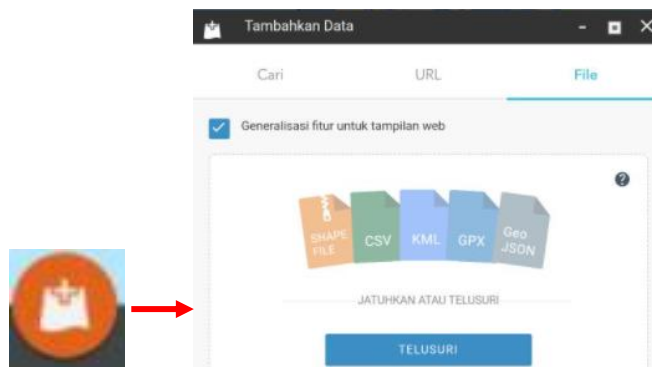 Tambahkan Data
Cari URL File
Generalisasi fitur untuk tampilan web
?
SHAPE FILE CSV KML GPX Geo JSON
JATUHKAN ATAU TELUSURI
TELUSURI